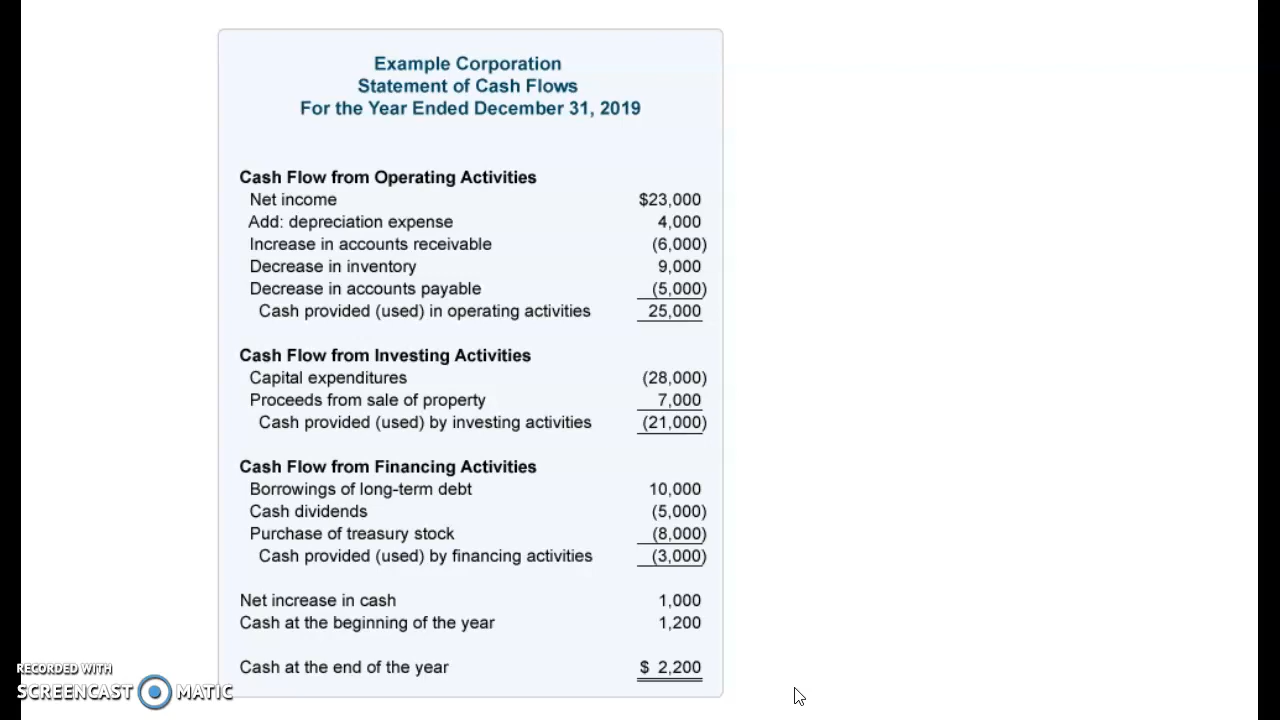 Example Corporation
Statement of Cash Flows
For the Year Ended December 31, 2019
Cash Flow from Operating Activities
Net income $23,000
Add: depreciation expense 4,000
Increase in accounts receivable (6,000)
Decrease in inventory 9,000
Decrease in accounts payable (5,000)
Cash provided (used) in operating activities 25,000
Cash Flow from Investing Activities
Capital expenditures (28,000)
Proceeds from sale of property 7,000
Cash provided (used) by investing activities (21,000)
Cash Flow from Financing Activities
Borrowings of long-term debt 10,000
Cash dividends (5,000)
Purchase of treasury stock (8,000)
Cash provided (used) by financing activities (3,000)
Net increase in cash 1,000
Cash at the beginning of the year 1,200
Cash at the end of the year $ 2,200
RECORDED WITH
SCREENCAST MATIC